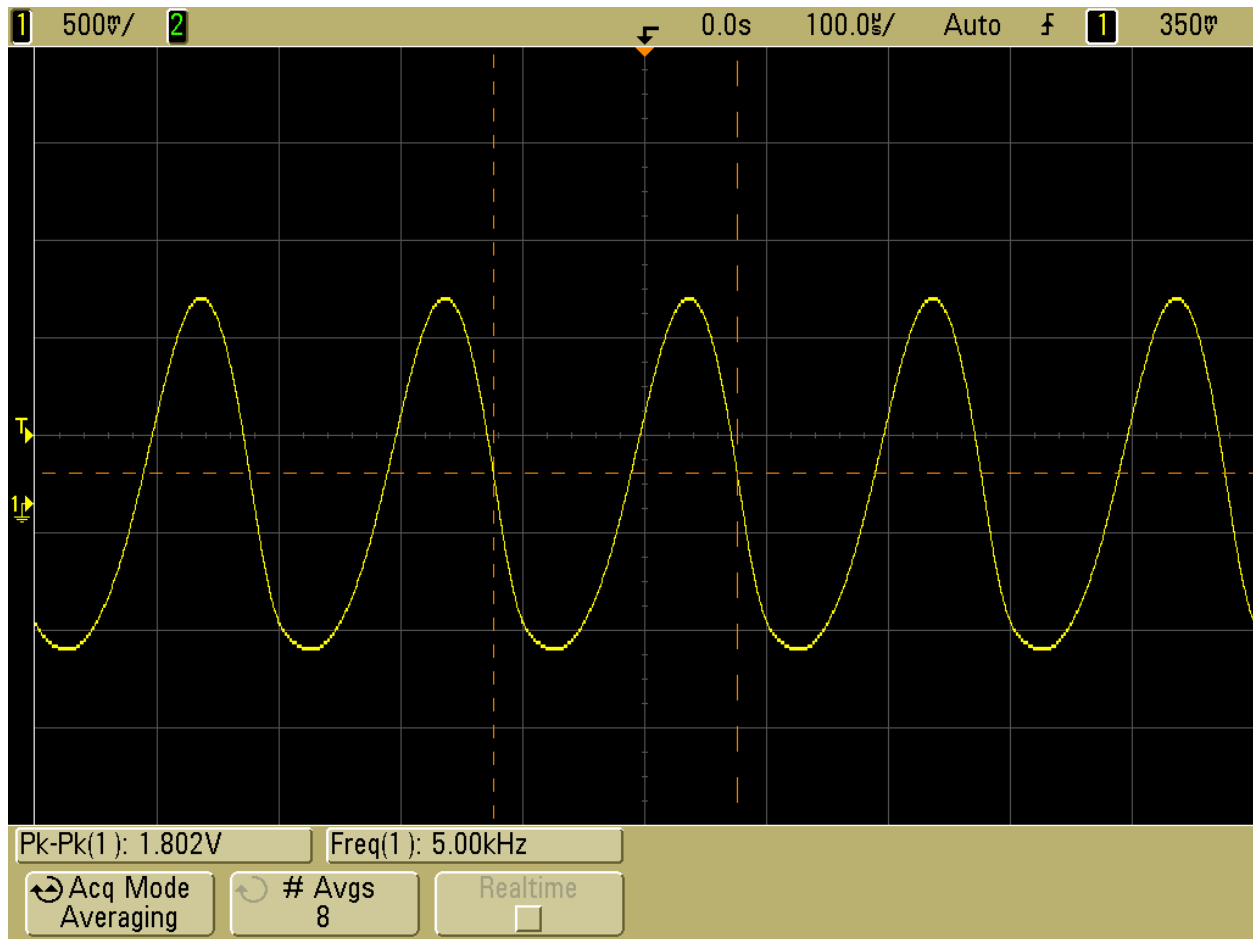 1 500mV/ 2 0.0s 100.0µs/ Auto 1 350mV
T
1
Pk-Pk(1): 1.802V Freq(1): 5.00kHz
Acq Mode # Avgs Realtime
Averaging 8